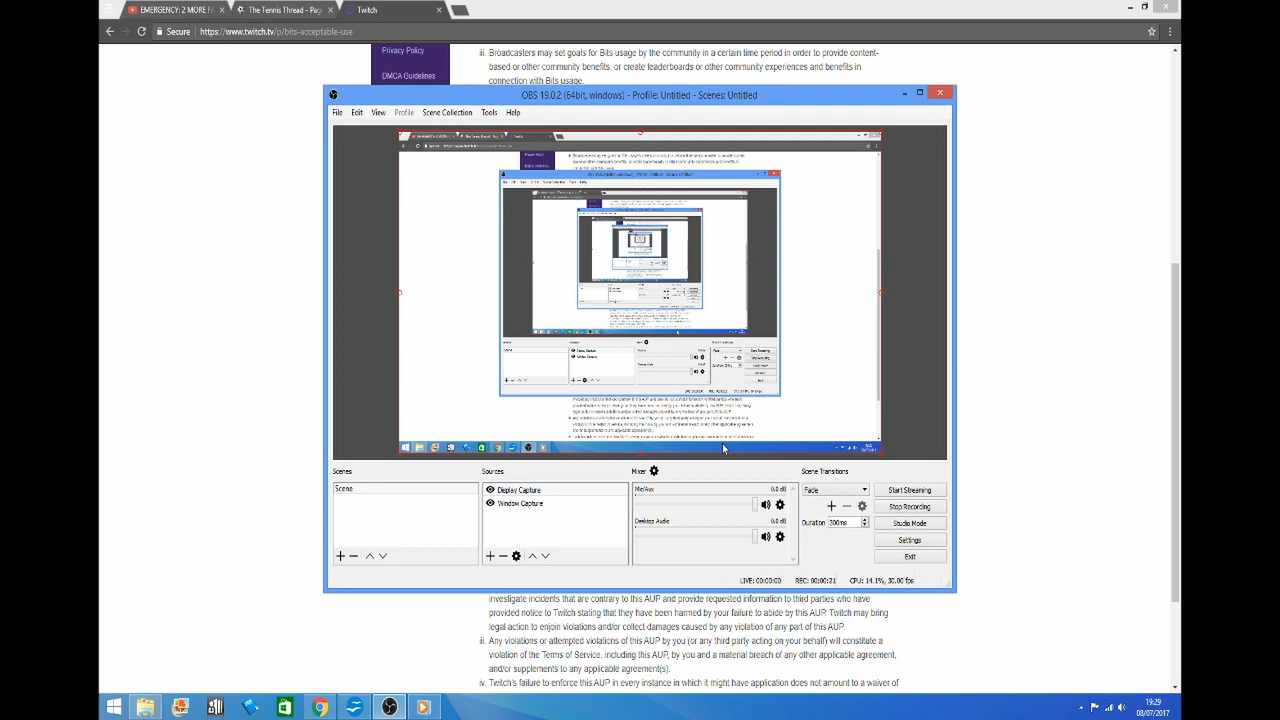 EMERGENCY: 2 MORE F
The Tennis Thread - Pag
Twitch
Secure
https://www.twitch.tv/p/bits-acceptable-use
Privacy Policy
DMCA Guidelines
iii. Broadcasters may set goals for Bits usage by the community in a certain time period in order to provide content-
based or other community benefits, or create leaderboards or other community experiences and benefits in
connection with Bits usage.
OBS 19.0.2 (64bit, windows) - Profile: Untitled - Scenes: Untitled
File Edit View Profile Scene Collection Tools Help
Scenes
Sources
Mixer
Scene Transitions
Scene
Display Capture
Window Capture
Mic/Aux 0.0 dB
Desktop Audio 0.0 dB
Fade
Duration 300ms
Start Streaming
Stop Recording
Studio Mode
Settings
Exit
LIVE: 00:00:00 REC: 00:00:21 CPU: 14.1%, 30.00 fps
investigate incidents that are contrary to this AUP and provide requested information to third parties who have
provided notice to Twitch stating that they have been harmed by your failure to abide by this AUP. Twitch may bring
legal action to enjoin violations and/or collect damages caused by any violation of any part of this AUP.
iii. Any violations or attempted violations of this AUP by you (or any third party acting on your behalf) will constitute a
violation of the Terms of Service, including this AUP, by you and a material breach of any other applicable agreement,
and/or supplements to any applicable agreement(s).
iv. Twitch's failure to enforce this AUP in every instance in which it might have application does not amount to a waiver of
19:29
08/07/2017